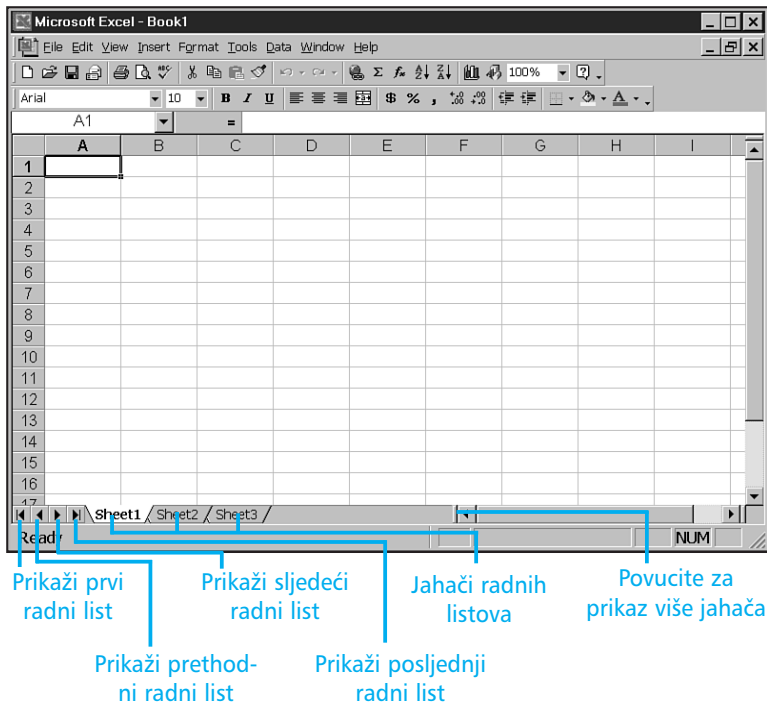 Microsoft Excel - Book1
File Edit View Insert Format Tools Data Window Help
100%
Arial 10 B I U $ % ,
A1 =
A B C D E F G H I
1
2
3
4
5
6
7
8
9
10
11
12
13
14
15
16
17
Sheet1 Sheet2 Sheet3
Ready NUM
Prikaži prvi
radni list
Prikaži sljedeći
radni list
Jahači radnih
listova
Povucite za
prikaz više jahača
Prikaži prethod-
ni radni list
Prikaži posljednji
radni list